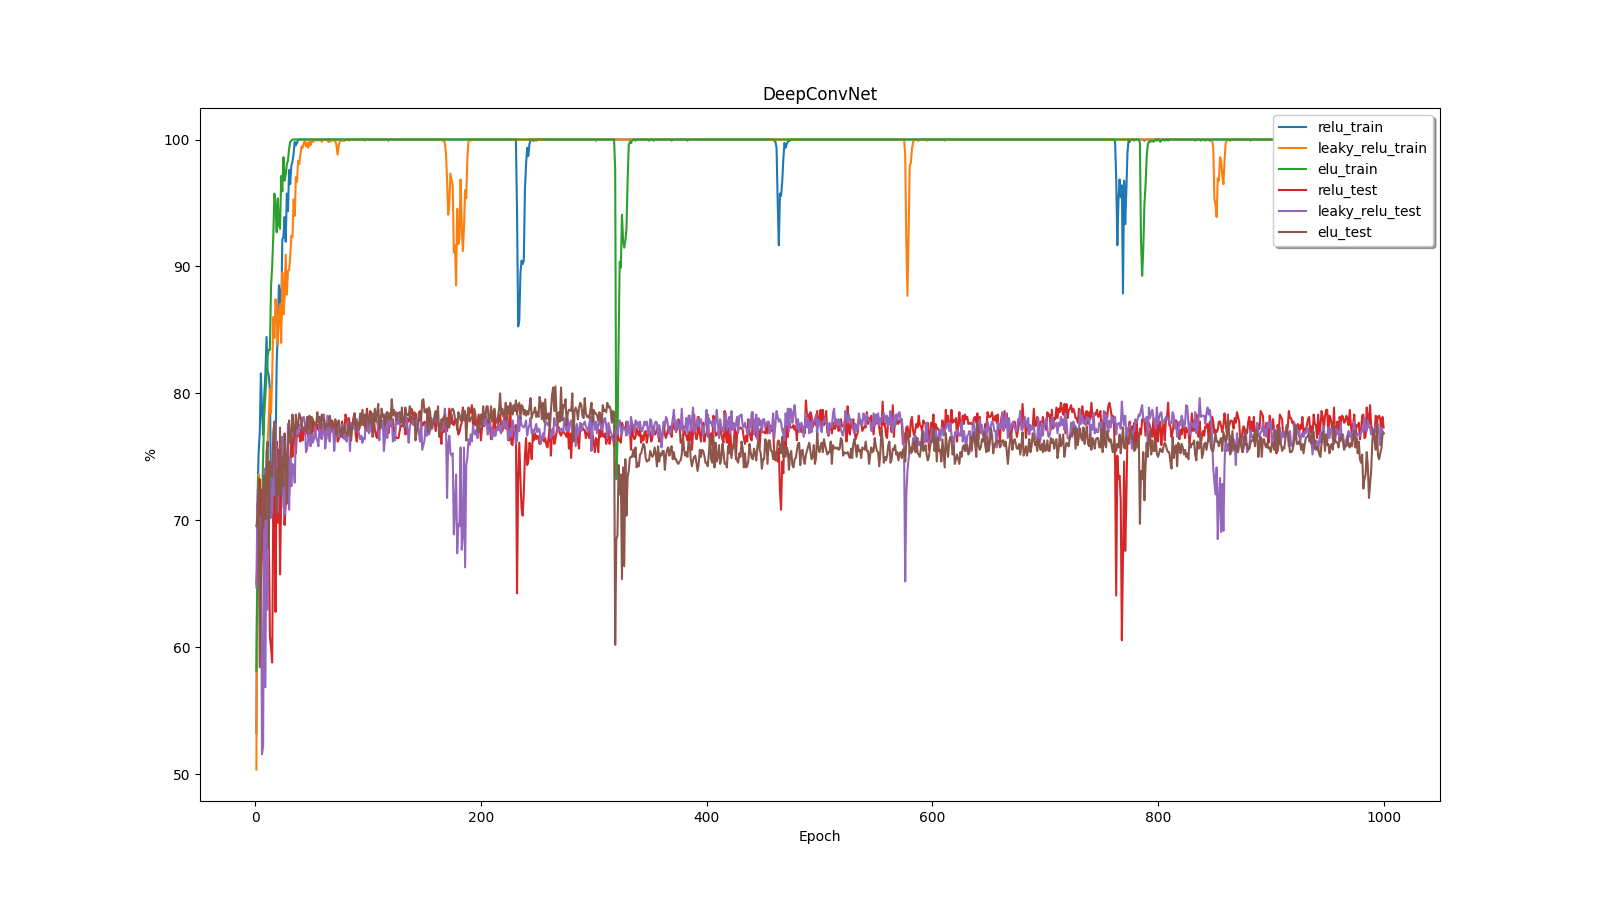 DeepConvNet
100
90
80
70
60
50
%
0
200
400
600
800
1000
Epoch
relu_train
leaky_relu_train
elu_train
relu_test
leaky_relu_test
elu_test